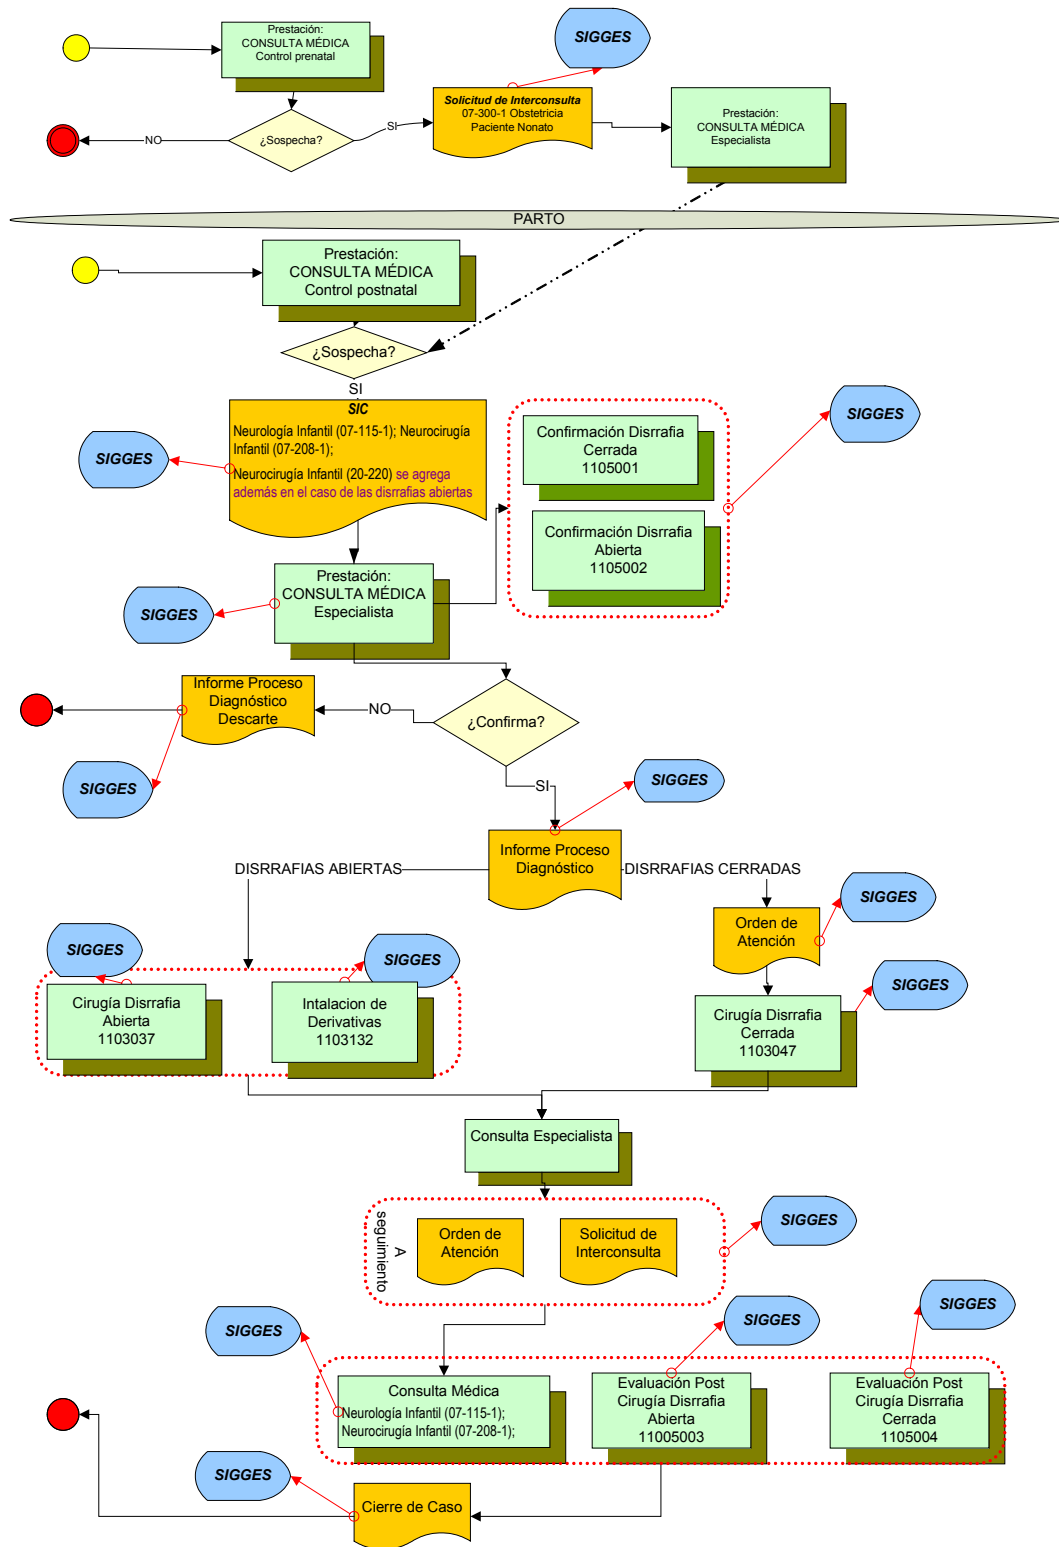 Prestación:
CONSULTA MÉDICA
Control prenatal
SIGGES
¿Sospecha?
NO
SI
Solicitud de Interconsulta
07-300-1 Obstetricia
Paciente Nonato
Prestación:
CONSULTA MÉDICA
Especialista
PARTO
Prestación:
CONSULTA MÉDICA
Control postnatal
¿Sospecha?
SI
SIC
Neurología Infantil (07-115-1); Neurocirugía
Infantil (07-208-1);
Neurocirugía Infantil (20-220) se agrega
además en el caso de las disrrafias abiertas
SIGGES
Confirmación Disrrafia
Cerrada
1105001
Confirmación Disrrafia
Abierta
1105002
SIGGES
Prestación:
CONSULTA MÉDICA
Especialista
SIGGES
¿Confirma?
NO
Informe Proceso
Diagnóstico
Descarte
SIGGES
SI
SIGGES
Informe Proceso
Diagnóstico
DISRRAFIAS ABIERTAS
DISRRAFIAS CERRADAS
Orden de
Atención
SIGGES
SIGGES
SIGGES
Cirugía Disrrafia
Abierta
1103037
Intalacion de
Derivativas
1103132
Cirugía Disrrafia
Cerrada
1103047
SIGGES
Consulta Especialista
A
seguimiento
Orden de
Atención
Solicitud de
Interconsulta
SIGGES
SIGGES
SIGGES
SIGGES
Consulta Médica
Neurología Infantil (07-115-1);
Neurocirugía Infantil (07-208-1);
Evaluación Post
Cirugía Disrrafia
Abierta
11005003
Evaluación Post
Cirugía Disrrafia
Cerrada
1105004
SIGGES
Cierre de Caso